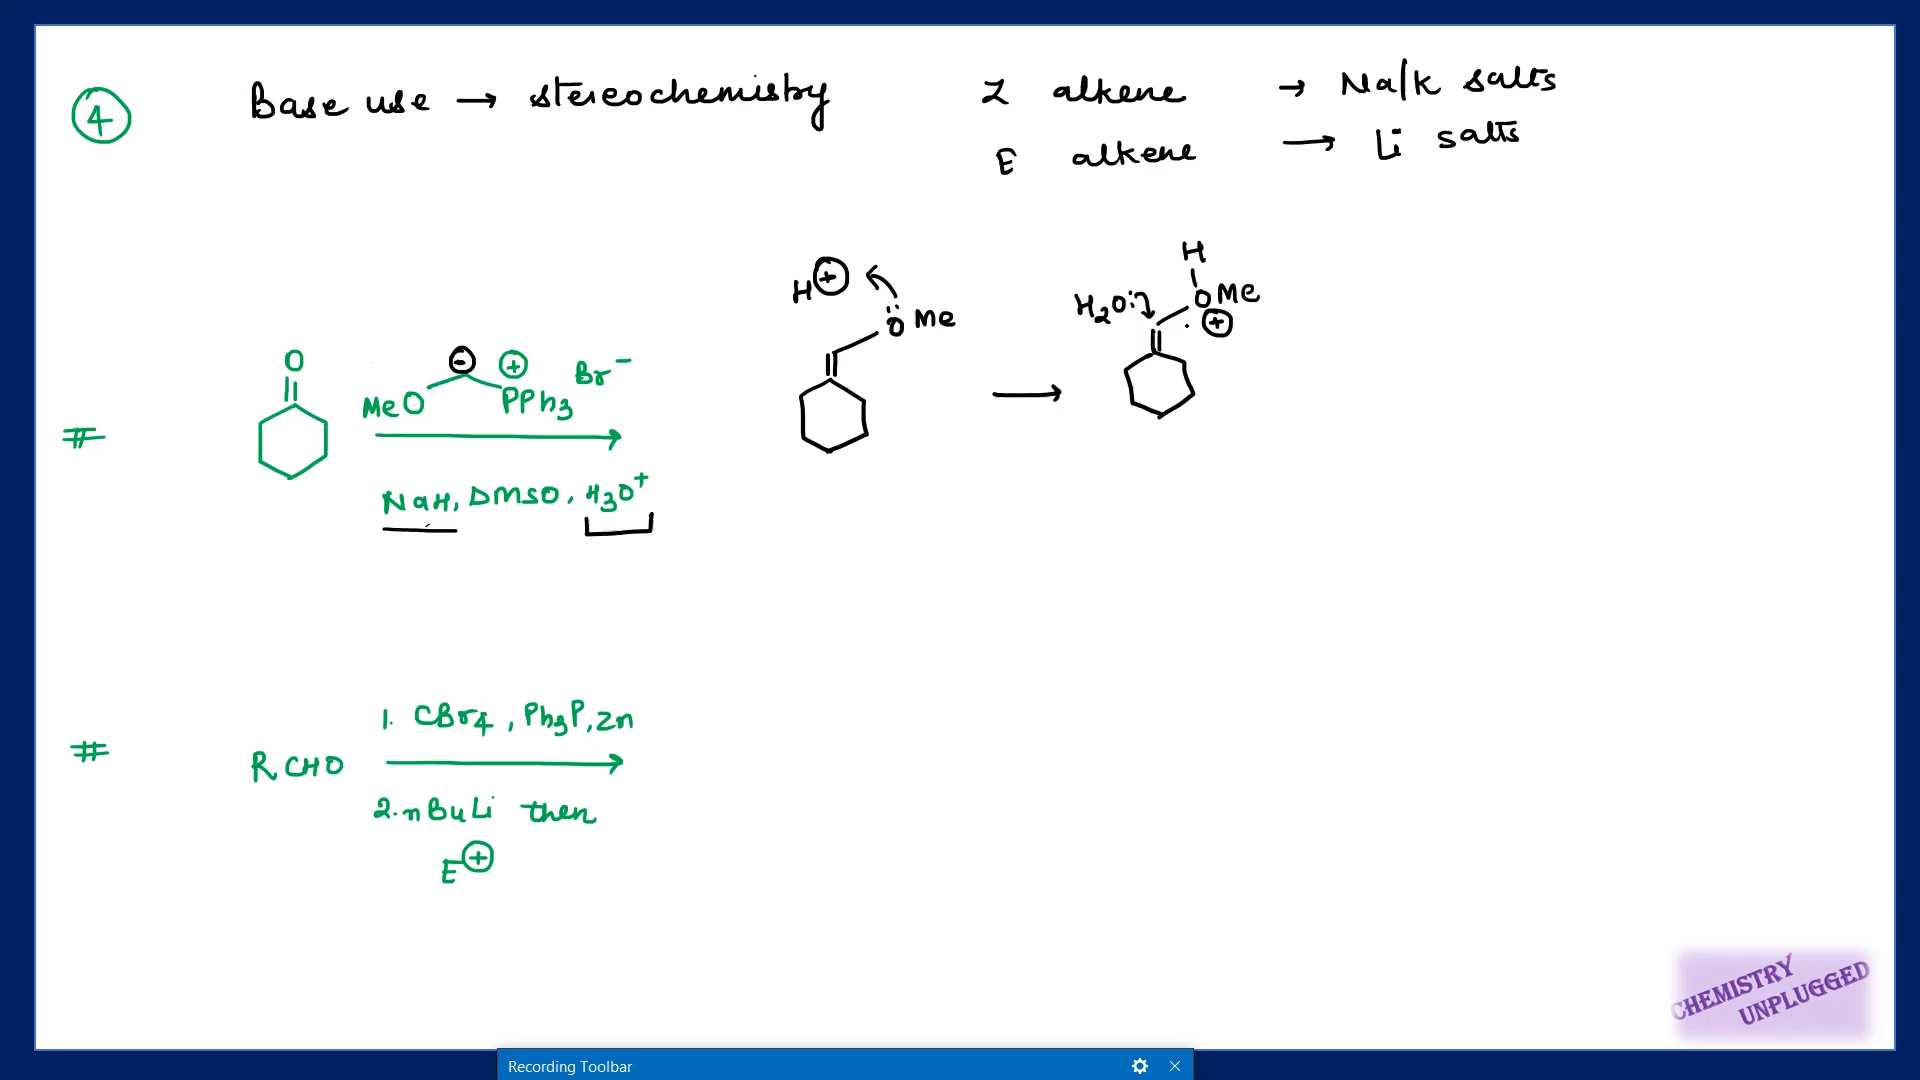 4 Base use → stereochemistry Z alkene → Na/K salts
E alkene → Li salts
H
H ⊕ H₂O: OMe
OMe ⊕
O ⊖ ⊕ Br⁻
MeO PPh₃
# →
NaH, DMSO, H₃O⁺
1. CBr₄, Ph₃P, Zn
# RCHO →
2. nBuLi then
E⊕
CHEMISTRY
UNPLUGGED
Recording Toolbar